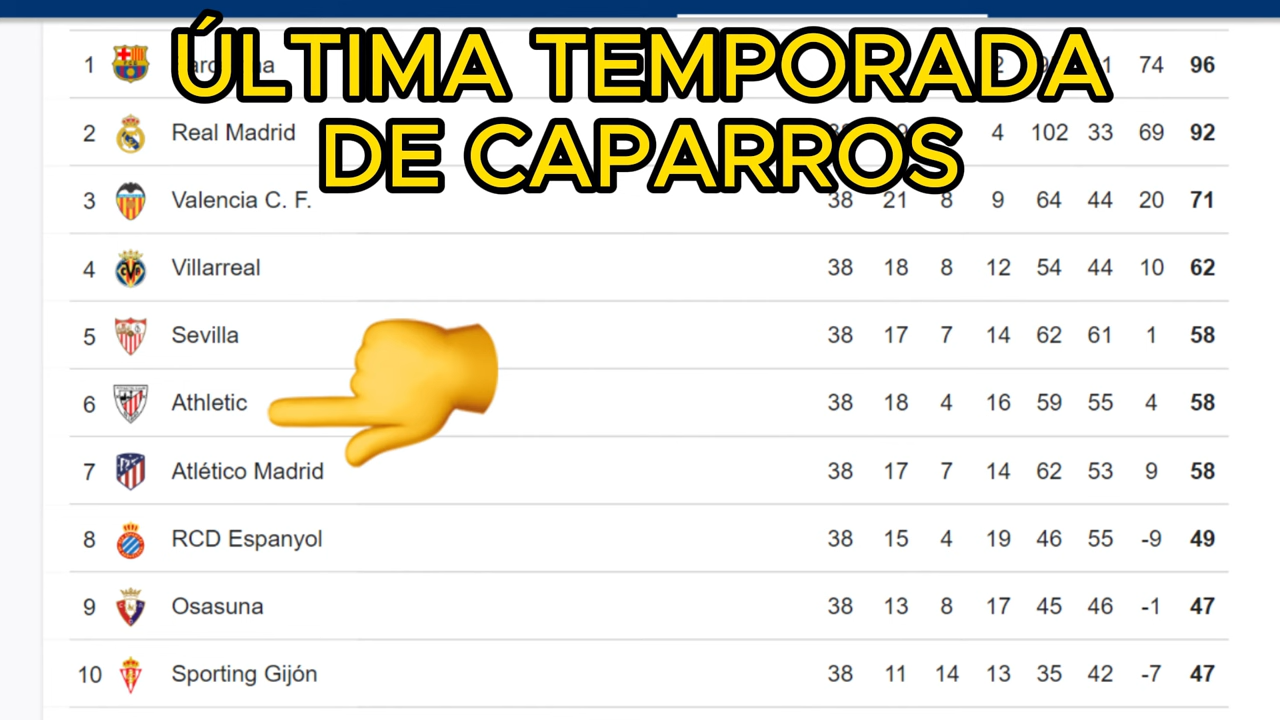 ÚLTIMA TEMPORADA
DE CAPARROS
1 74 96
2 Real Madrid 4 102 33 69 92
3 Valencia C. F. 38 21 8 9 64 44 20 71
4 Villarreal 38 18 8 12 54 44 10 62
5 Sevilla 38 17 7 14 62 61 1 58
6 Athletic 38 18 4 16 59 55 4 58
7 Atlético Madrid 38 17 7 14 62 53 9 58
8 RCD Espanyol 38 15 4 19 46 55 -9 49
9 Osasuna 38 13 8 17 45 46 -1 47
10 Sporting Gijón 38 11 14 13 35 42 -7 47